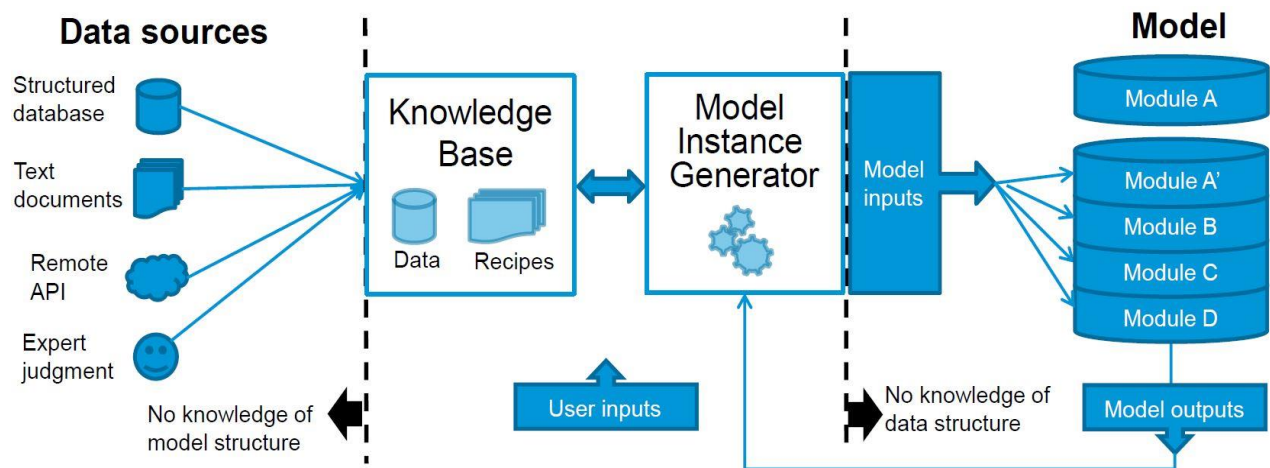 Data sources
Structured
database
Text
documents
Remote
API
Expert
judgment
No knowledge of
model structure
Knowledge
Base
Data
Recipes
User inputs
Model
Instance
Generator
Model
inputs
No knowledge of
data structure
Model
Module A
Module A’
Module B
Module C
Module D
Model outputs